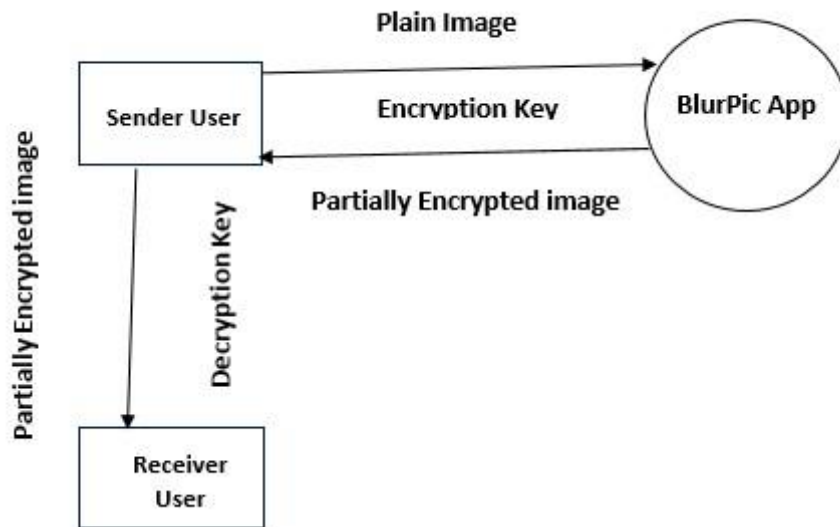 Plain Image
Sender User
Encryption Key
BlurPic App
Partially Encrypted image
Partially Encrypted image
Decryption Key
Receiver
User